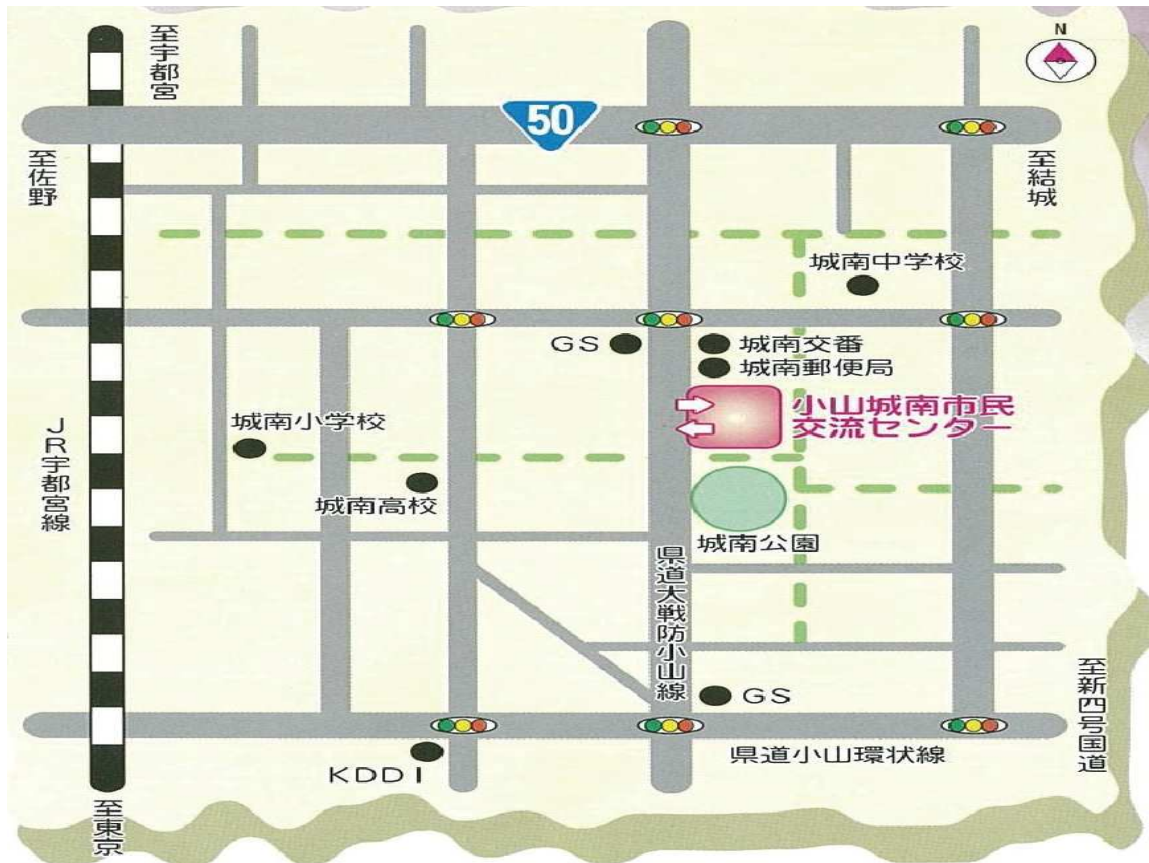 N
至宇都宮
50
至佐野
至結城
城南中学校
GS
城南交番
城南郵便局
小山城南市民
交流センター
城南小学校
JR宇都宮線
城南高校
城南公園
県道大戦防小山線
GS
至新四号国道
県道小山環状線
KDDI
至東京